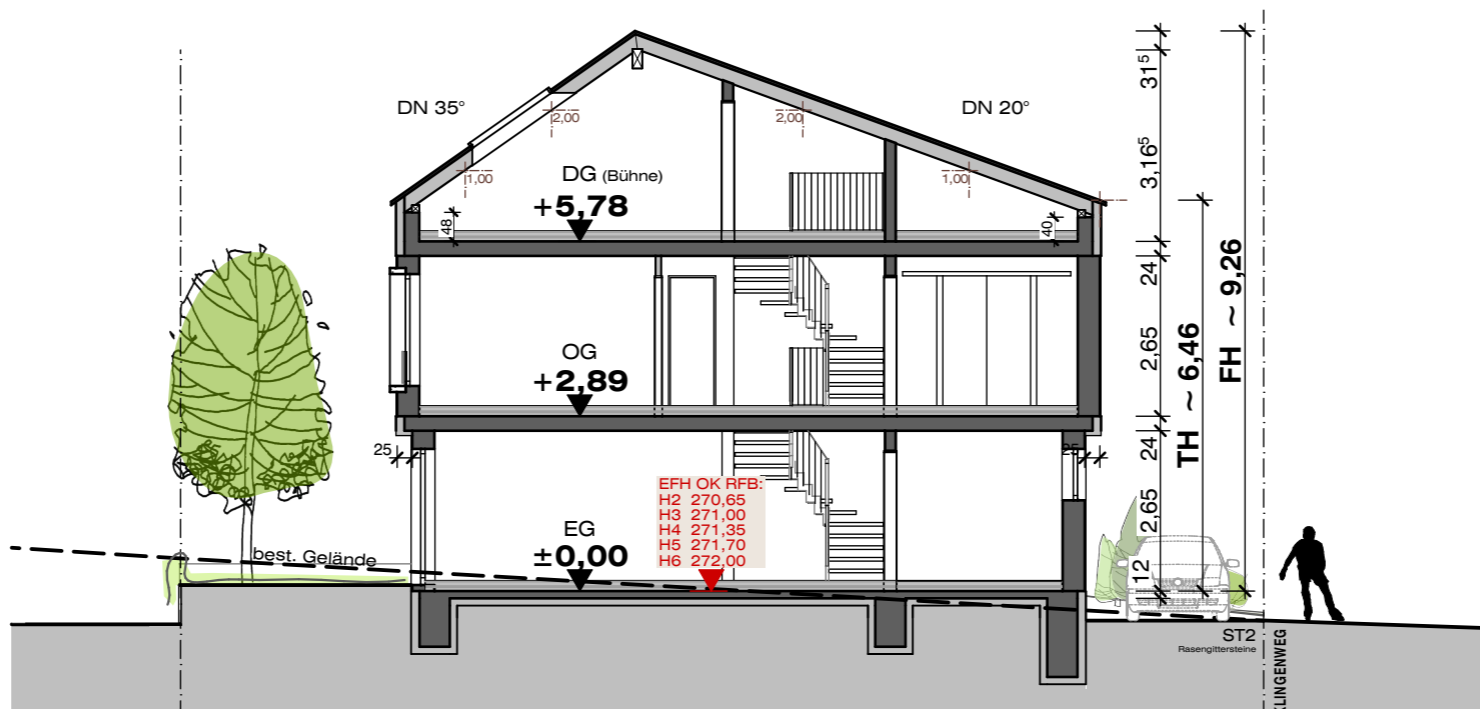 DN 35°
DN 20°
2,00
2,00
1,00
1,00
DG (Bühne)
+5,78
48
40
OG
+2,89
25
25
EFH OK RFB:
H2 270,65
H3 271,00
H4 271,35
H5 271,70
H6 272,00
EG
±0,00
best. Gelände
31⁵
3,16⁵
24
2,65
24
2,65
12
TH ~ 6,46
FH ~ 9,26
ST2
Rasengittersteine
KLINGENWEG